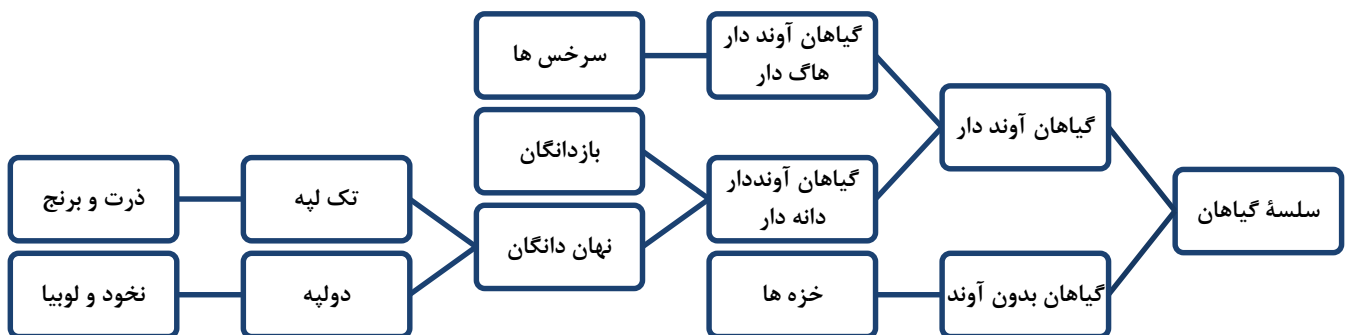 سلسهٔ گیاهان
گیاهان آوند دار
گیاهان آوند دار
هاگ دار
سرخس ها
گیاهان آونددار
دانه دار
بازدانگان
نهان دانگان
تک لپه
ذرت و برنج
دولپه
نخود و لوبیا
گیاهان بدون آوند
خزه ها